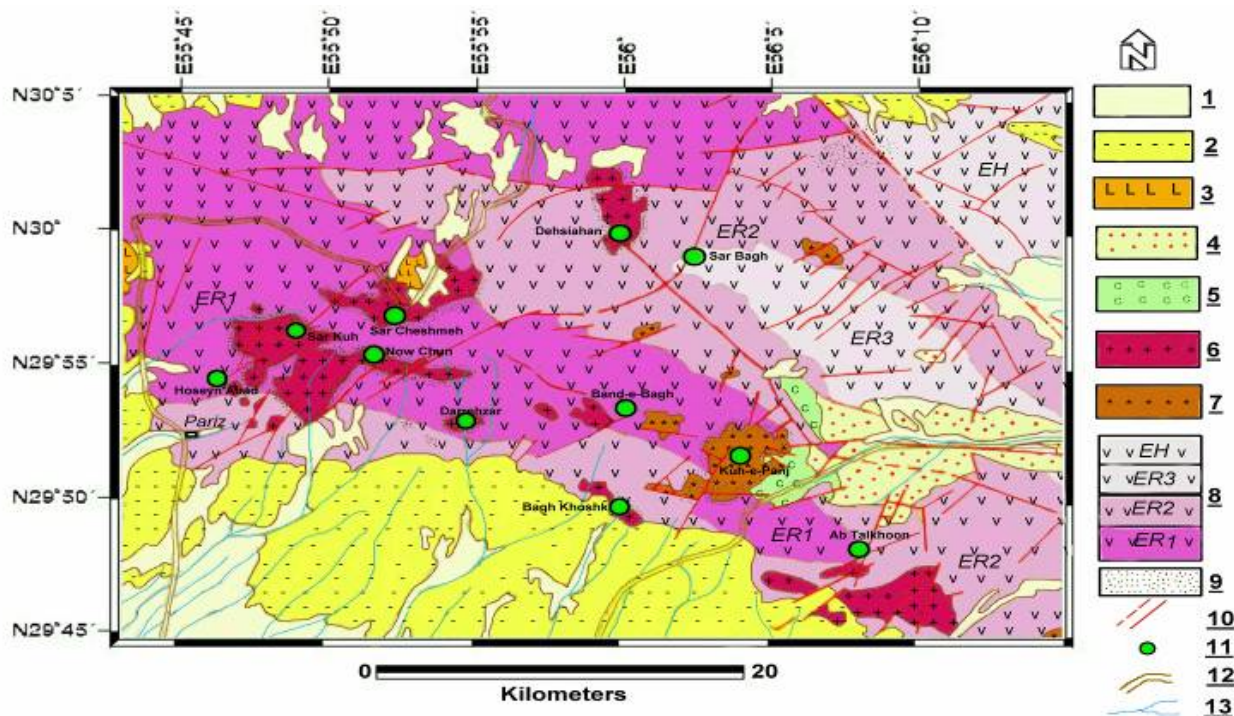 E55°45´
E55°50´
E55°55´
E56°
E56°5´
E56°10´
N
N30°5´
1
2
EH
3
N30°
Dehsiahan
ER2
Sar Bagh
4
5
ER1
Sar Cheshmeh
Sar Kuh
ER3
6
N29°55´
Now Chun
Hoseyn Abad
Band-e-Bagh
7
Pariz
Darrehzar
EH
Kuh-e-Panj
ER3
8
N29°50´
Bagh Khoshk
ER2
ER1
Ab Talkhoon
ER1
ER2
9
N29°45´
10
11
0
20
12
Kilometers
13